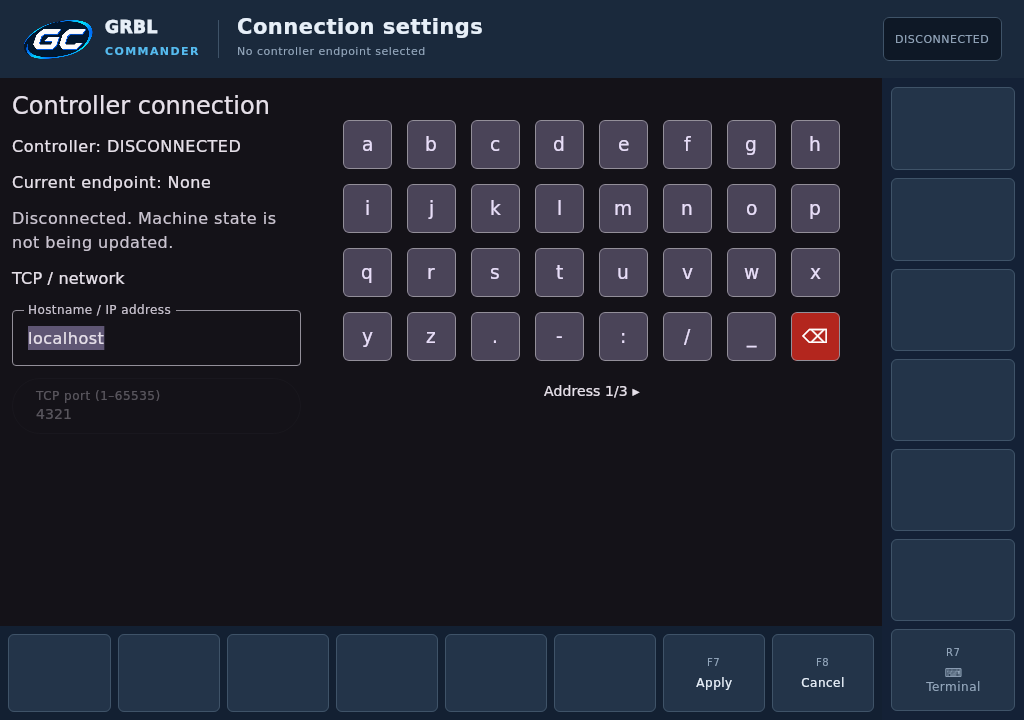 GC
GRBL
COMMANDER
Connection settings
No controller endpoint selected
DISCONNECTED
Controller connection
Controller: DISCONNECTED
Current endpoint: None
Disconnected. Machine state is
not being updated.
TCP / network
Hostname / IP address
localhost
TCP port (1–65535)
4321
a b c d e f g h
i j k l m n o p
q r s t u v w x
y z . - : / _ ⌫
Address 1/3 ▸
F7
Apply
F8
Cancel
R7
⌨
Terminal